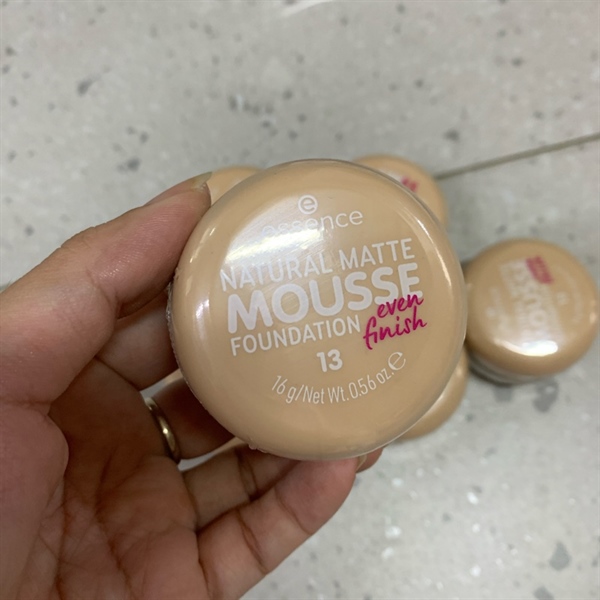 e
essence
NATURAL MATTE
MOUSSE
FOUNDATION
even
finish
13
16 g/Net Wt. 0.56 oz. e